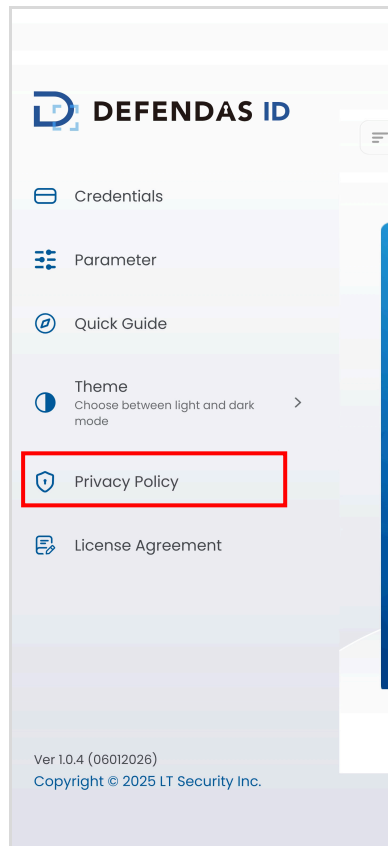 DEFENDAS ID
Credentials
Parameter
Quick Guide
Theme
Choose between light and dark
mode
Privacy Policy
License Agreement
Ver 1.0.4 (06012026)
Copyright © 2025 LT Security Inc.